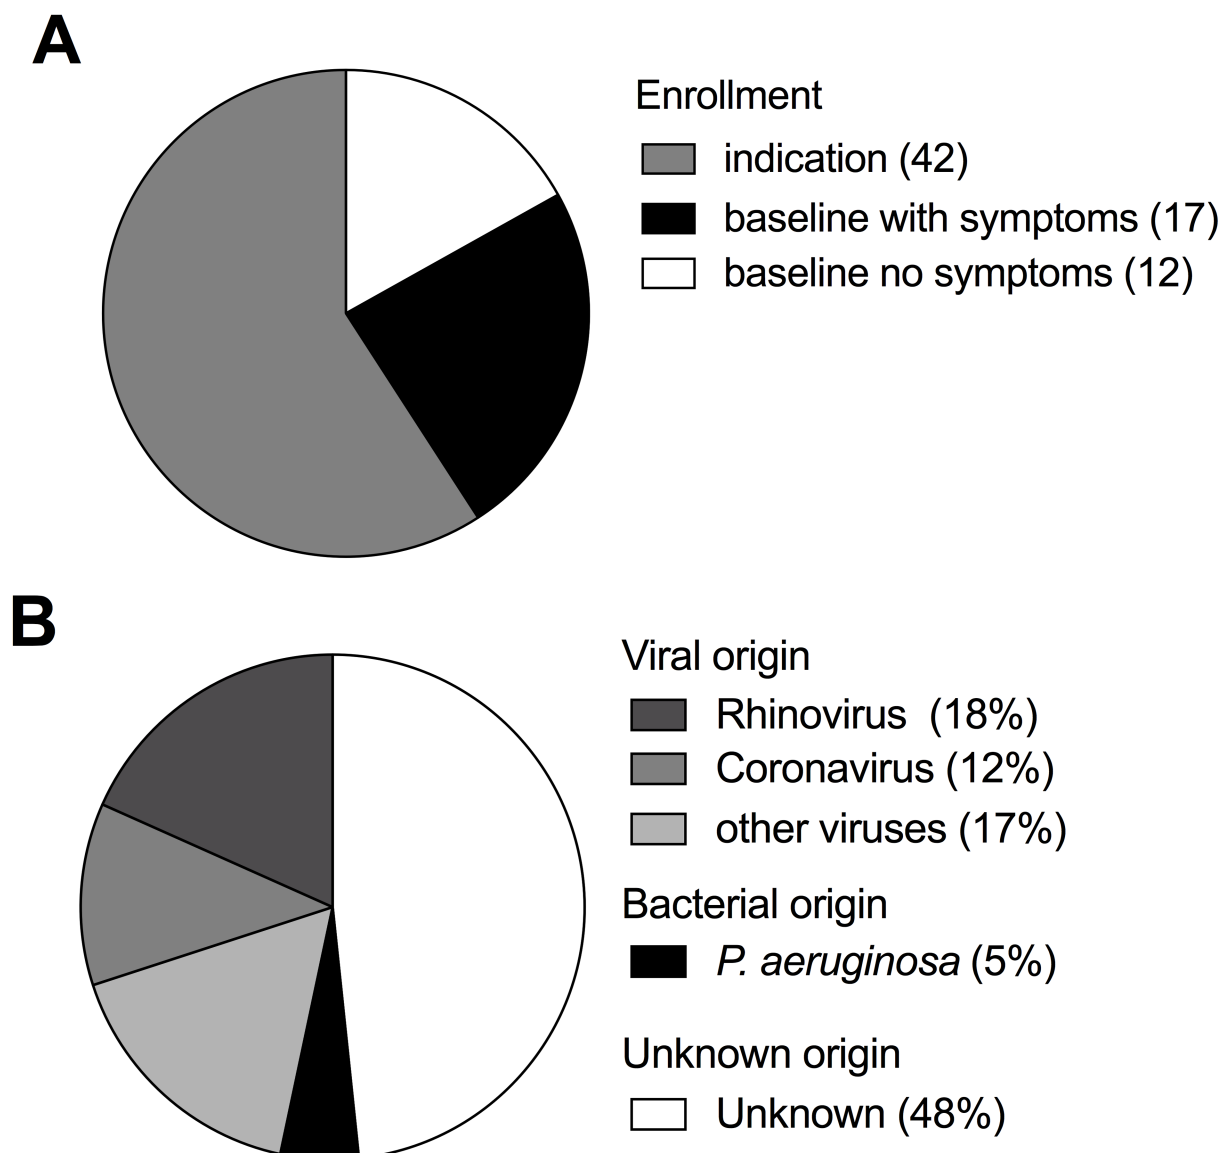 A
Enrollment
indication (42)
baseline with symptoms (17)
baseline no symptoms (12)
B
Viral origin
Rhinovirus (18%)
Coronavirus (12%)
other viruses (17%)
Bacterial origin
P. aeruginosa (5%)
Unknown origin
Unknown (48%)